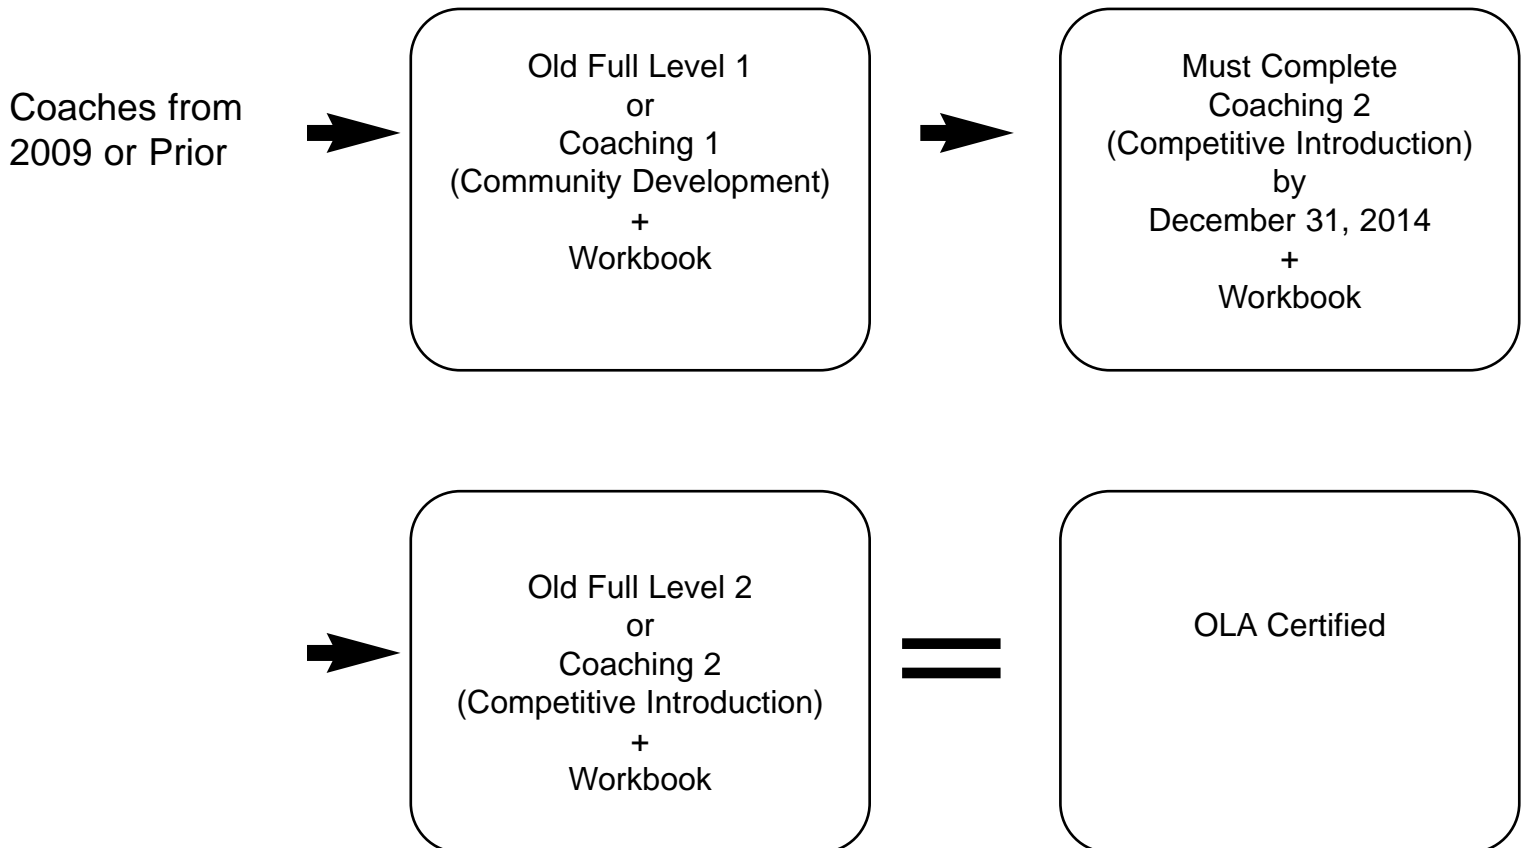 Coaches from
2009 or Prior
Old Full Level 1
or
Coaching 1
(Community Development)
+
Workbook
Must Complete
Coaching 2
(Competitive Introduction)
by
December 31, 2014
+
Workbook
Old Full Level 2
or
Coaching 2
(Competitive Introduction)
+
Workbook
OLA Certified